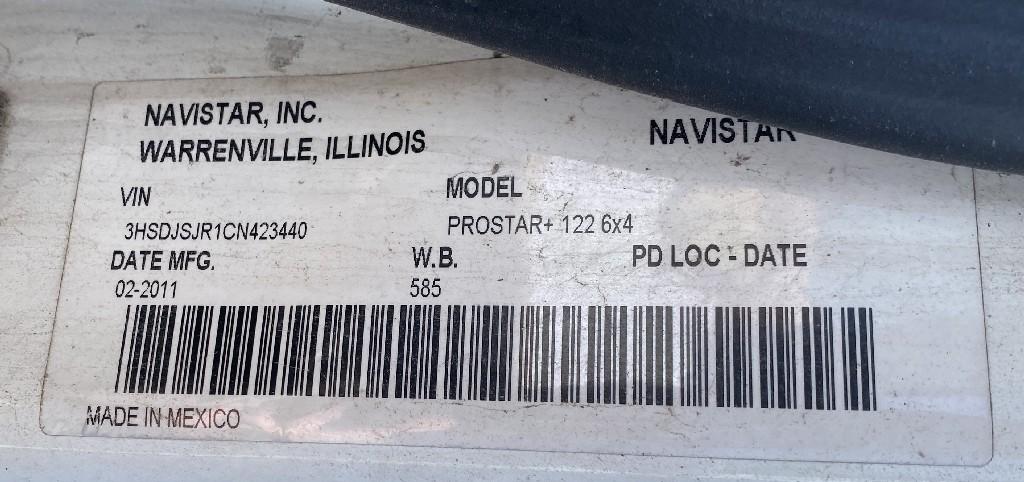 NAVISTAR, INC.
WARRENVILLE, ILLINOIS
NAVISTAR
VIN
MODEL
3HSDJSJR1CN423440
PROSTAR+ 122 6x4
DATE MFG.
W.B.
PD LOC - DATE
02-2011
585
MADE IN MEXICO